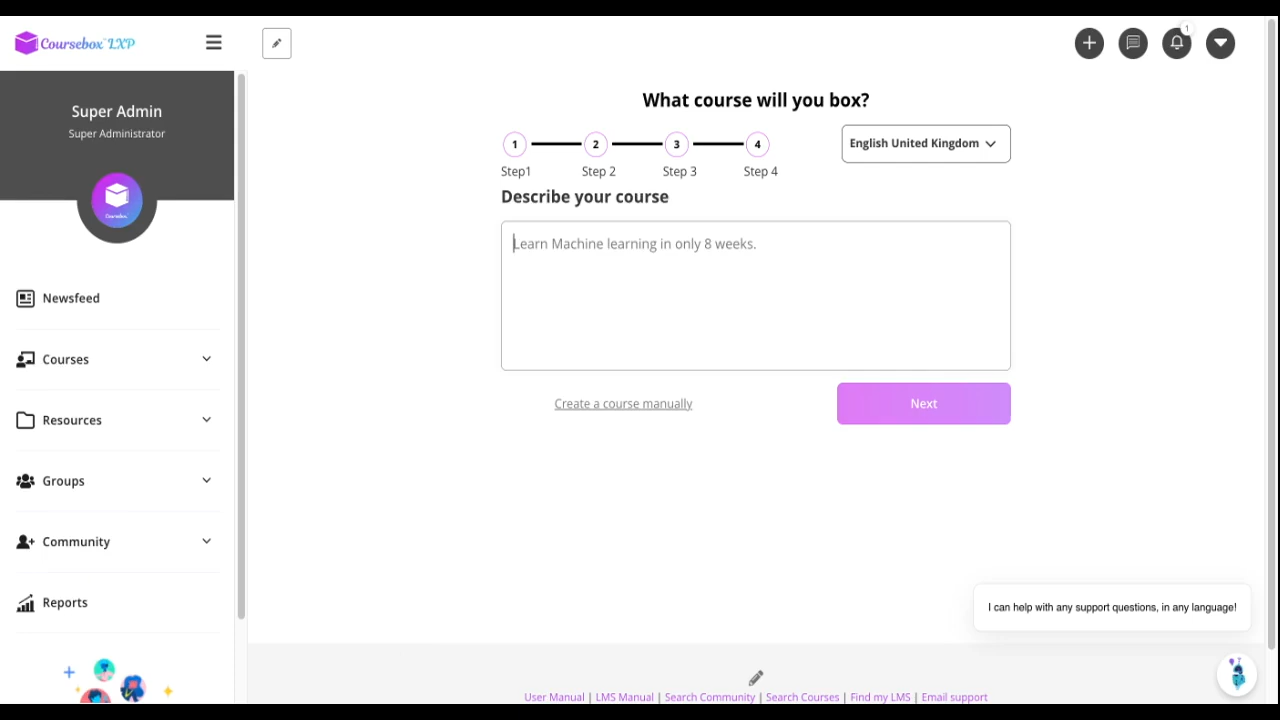 Coursebox™ LXP
1
What course will you box?
Super Admin
Super Administrator
Coursebox
1
2
3
4
Step1
Step 2
Step 3
Step 4
English United Kingdom
Describe your course
Learn Machine learning in only 8 weeks.
Newsfeed
Courses
Create a course manually
Next
Resources
Groups
Community
Reports
I can help with any support questions, in any language!
User Manual | LMS Manual | Search Community | Search Courses | Find my LMS | Email support